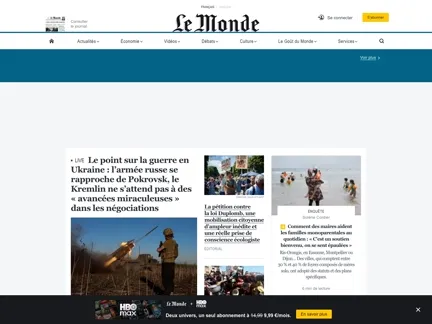 Français
Consulter
le journal
Le Monde
Se connecter
S'abonner
Actualités
Économie
Vidéos
Débats
Culture
Le Goût du Monde
Services
Voir plus
LIVE Le point sur la guerre en
Ukraine : l'armée russe se
rapproche de Pokrovsk, le
Kremlin ne s'attend pas à des
« avancées miraculeuses »
dans les négociations
La pétition contre
la loi Duplomb, une
mobilisation citoyenne
d'ampleur inédite et
une réelle prise de
conscience écologiste
ÉDITORIAL
ENQUÊTE
Comment des maires aident
les familles monoparentales au
quotidien : « C'est un soutien
bienvenu, on se sent épaulées »
6 min de lecture
HBO
max
Le Monde + HBO max
Deux univers, un seul abonnement à 14,99 9,99 €/mois.
En savoir plus